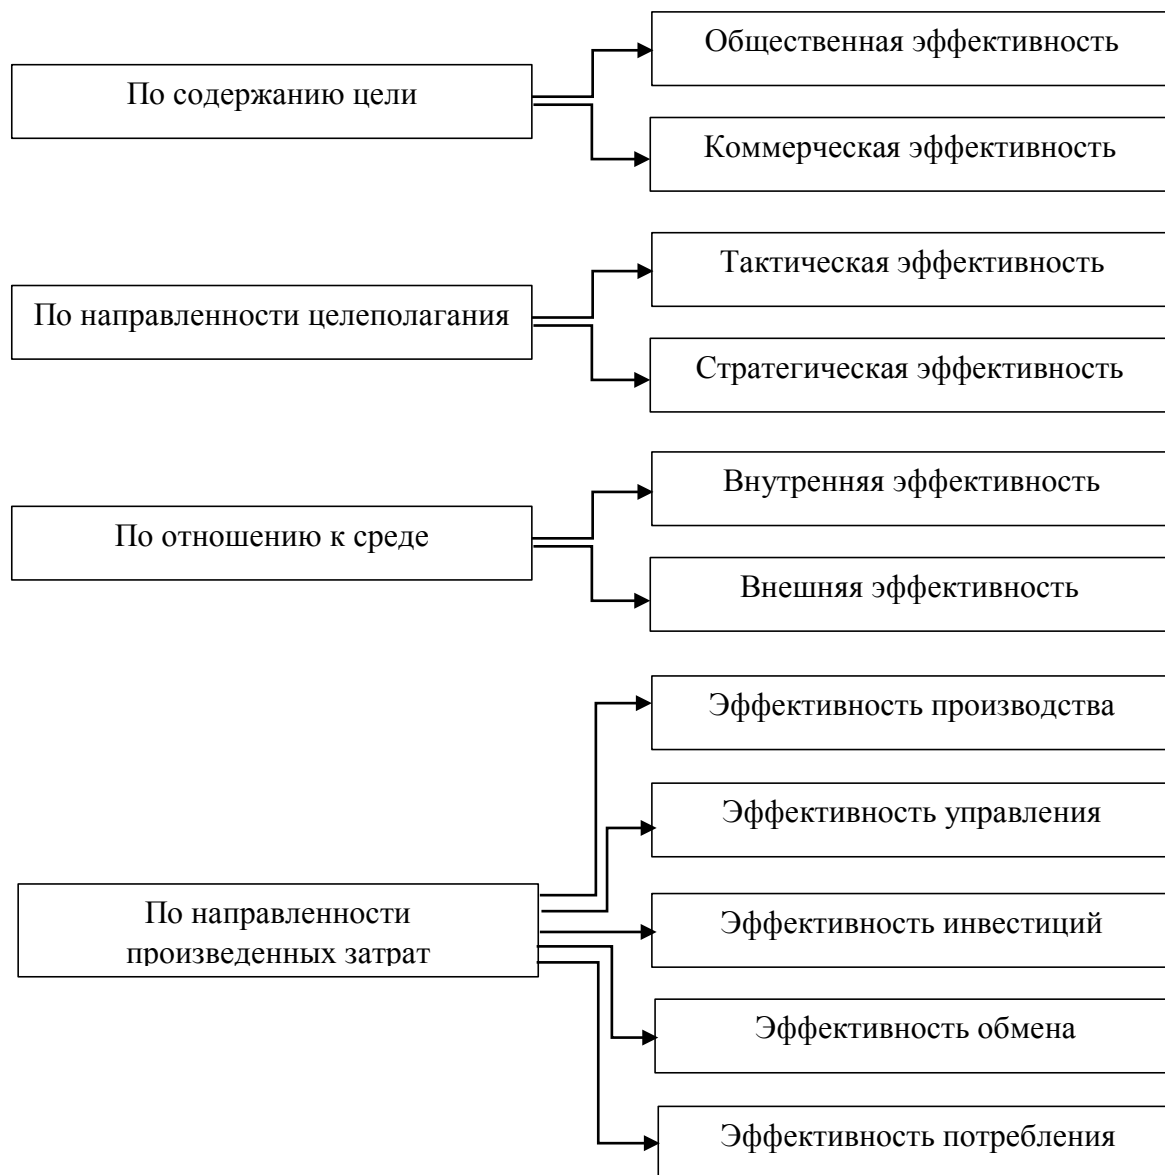 По содержанию цели
Общественная эффективность
Коммерческая эффективность
По направленности целеполагания
Тактическая эффективность
Стратегическая эффективность
По отношению к среде
Внутренняя эффективность
Внешняя эффективность
По направленности
произведенных затрат
Эффективность производства
Эффективность управления
Эффективность инвестиций
Эффективность обмена
Эффективность потребления